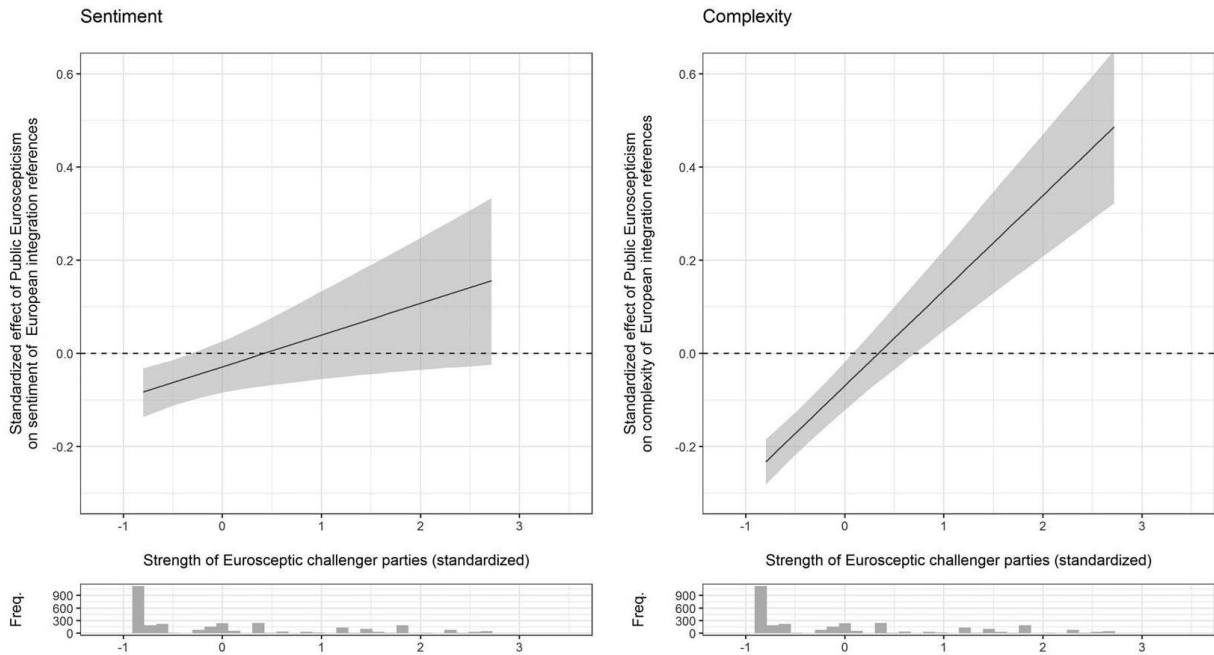 Sentiment
Standardized effect of Public Euroscepticism
on sentiment of European integration references
0.6
0.4
0.2
0.0
-0.2
-1 0 1 2 3
Strength of Eurosceptic challenger parties (standardized)
Freq.
900
600
300
0
-1 0 1 2 3
Complexity
Standardized effect of Public Euroscepticism
on complexity of European integration references
0.6
0.4
0.2
0.0
-0.2
-1 0 1 2 3
Strength of Eurosceptic challenger parties (standardized)
Freq.
900
600
300
0
-1 0 1 2 3